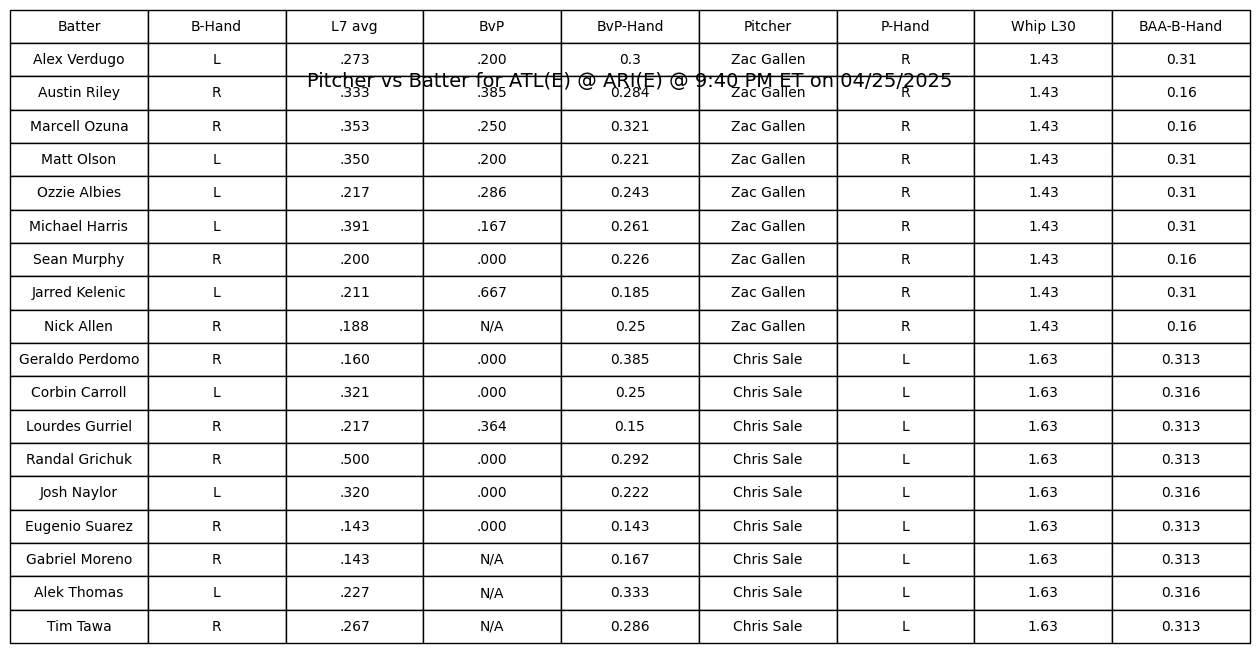 Batter B-Hand L7 avg BvP BvP-Hand Pitcher P-Hand Whip L30 BAA-B-Hand
Alex Verdugo L .273 .200 0.3 Zac Gallen R 1.43 0.31
Pitcher vs Batter for ATL(E) @ ARI(E) @ 9:40 PM ET on 04/25/2025
Austin Riley R .333 .385 0.284 Zac Gallen R 1.43 0.16
Marcell Ozuna R .353 .250 0.321 Zac Gallen R 1.43 0.16
Matt Olson L .350 .200 0.221 Zac Gallen R 1.43 0.31
Ozzie Albies L .217 .286 0.243 Zac Gallen R 1.43 0.31
Michael Harris L .391 .167 0.261 Zac Gallen R 1.43 0.31
Sean Murphy R .200 .000 0.226 Zac Gallen R 1.43 0.16
Jarred Kelenic L .211 .667 0.185 Zac Gallen R 1.43 0.31
Nick Allen R .188 N/A 0.25 Zac Gallen R 1.43 0.16
Geraldo Perdomo R .160 .000 0.385 Chris Sale L 1.63 0.313
Corbin Carroll L .321 .000 0.25 Chris Sale L 1.63 0.316
Lourdes Gurriel R .217 .364 0.15 Chris Sale L 1.63 0.313
Randal Grichuk R .500 .000 0.292 Chris Sale L 1.63 0.313
Josh Naylor L .320 .000 0.222 Chris Sale L 1.63 0.316
Eugenio Suarez R .143 .000 0.143 Chris Sale L 1.63 0.313
Gabriel Moreno R .143 N/A 0.167 Chris Sale L 1.63 0.313
Alek Thomas L .227 N/A 0.333 Chris Sale L 1.63 0.316
Tim Tawa R .267 N/A 0.286 Chris Sale L 1.63 0.313